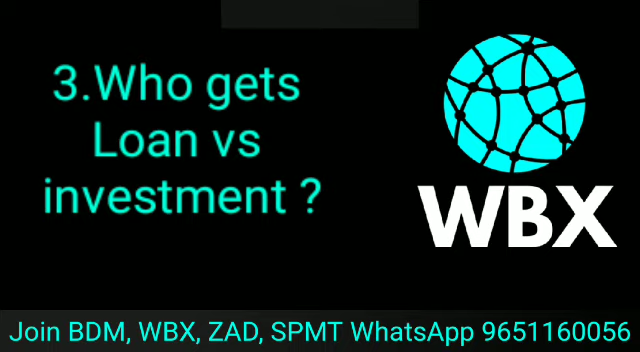 3.Who gets
Loan vs
investment ?
WBX
Join BDM, WBX, ZAD, SPMT WhatsApp 9651160056